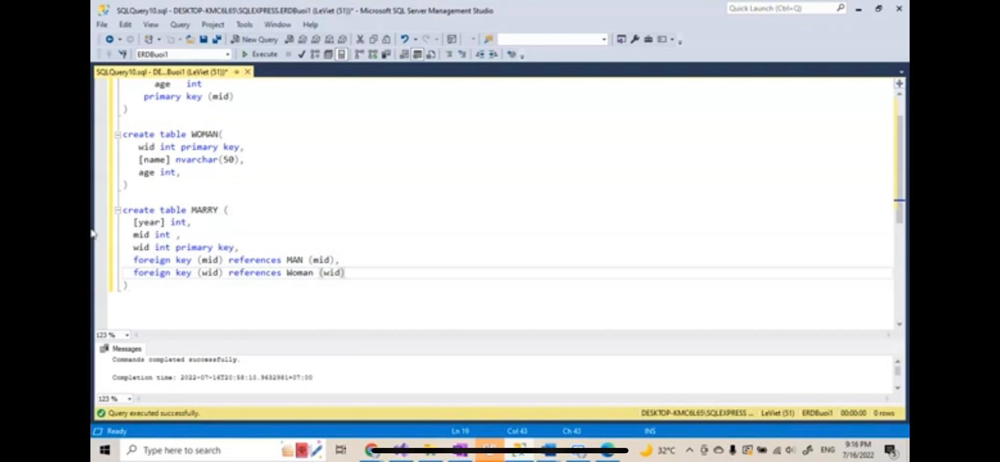 SQLQuery10.sql - DESKTOP-KMC6L65\SQLEXPRESS.ERDBuoi1 (LeViet (51))* - Microsoft SQL Server Management Studio
Quick Launch (Ctrl+Q)
File Edit View Query Project Tools Window Help
New Query
ERDBuoi1 Execute
SQLQuery10.sql - DE...Buoi1 (LeViet (51))*
age int
primary key (mid)
)
create table WOMAN(
wid int primary key,
[name] nvarchar(50),
age int,
)
create table MARRY (
[year] int,
mid int ,
wid int primary key,
foreign key (mid) references MAN (mid),
foreign key (wid) references Woman (wid)
)
123 %
Messages
Commands completed successfully.
Completion time: 2022-07-16T20:58:10.9632981+07:00
123 %
Query executed successfully.
DESKTOP-KMC6L65\SQLEXPRESS ... LeViet (51) ERDBuoi1 00:00:00 0 rows
Ready Ln 19 Col 43 Ch 43 INS
Type here to search
32°C ENG
9:16 PM
7/16/2022